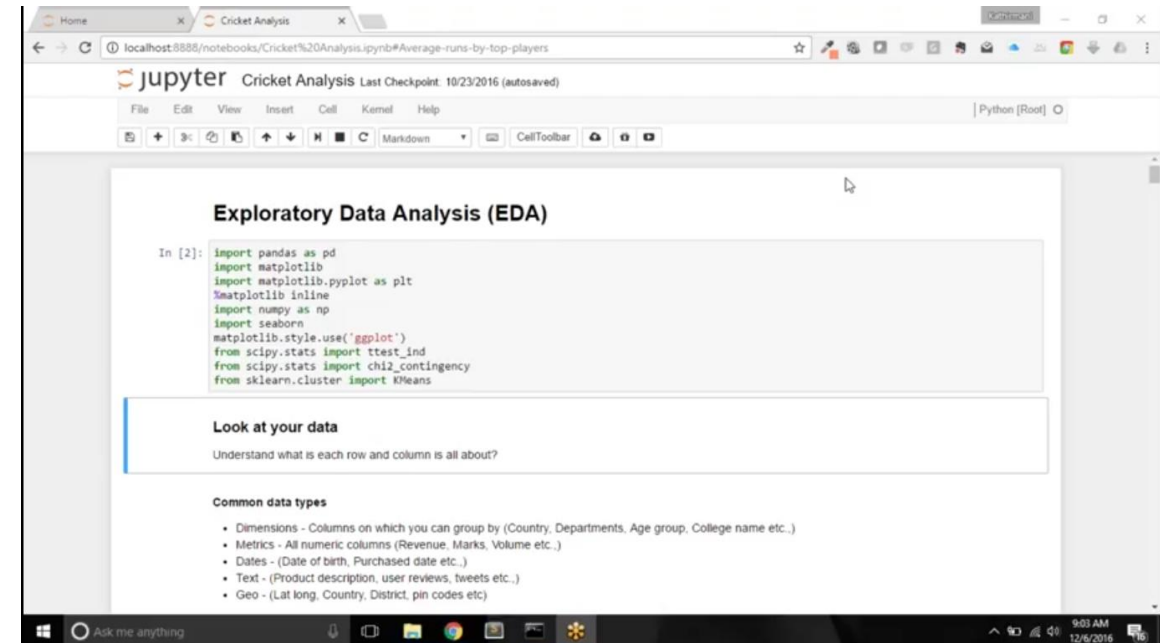 Home
Cricket Analysis
localhost:8888/notebooks/Cricket%20Analysis.ipynb#Average-runs-by-top-players
jupyter Cricket Analysis Last Checkpoint: 10/23/2016 (autosaved)
File Edit View Insert Cell Kernel Help
Python [Root]
Markdown
CellToolbar
Exploratory Data Analysis (EDA)
In [2]: import pandas as pd
import matplotlib
import matplotlib.pyplot as plt
%matplotlib inline
import numpy as np
import seaborn
matplotlib.style.use('ggplot')
from scipy.stats import ttest_ind
from scipy.stats import chi2_contingency
from sklearn.cluster import KMeans
Look at your data
Understand what is each row and column is all about?
Common data types
Dimensions - Columns on which you can group by (Country, Departments, Age group, College name etc.,)
Metrics - All numeric columns (Revenue, Marks, Volume etc.,)
Dates - (Date of birth, Purchased date etc.,)
Text - (Product description, user reviews, tweets etc.,)
Geo - (Lat long, Country, District, pin codes etc)
Ask me anything
9:03 AM
12/6/2016